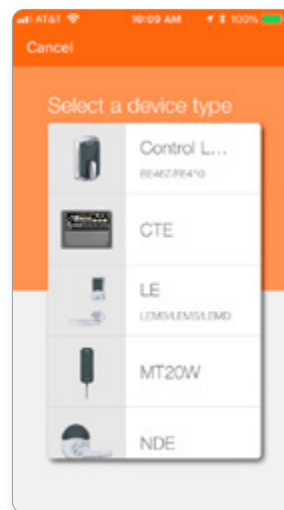 AT&T 10:09 AM 100%
Cancel
Select a device type
Control L...
BE467/FE410
CTE
LE
LEMS/LEMS/LEMD
MT20W
NDE